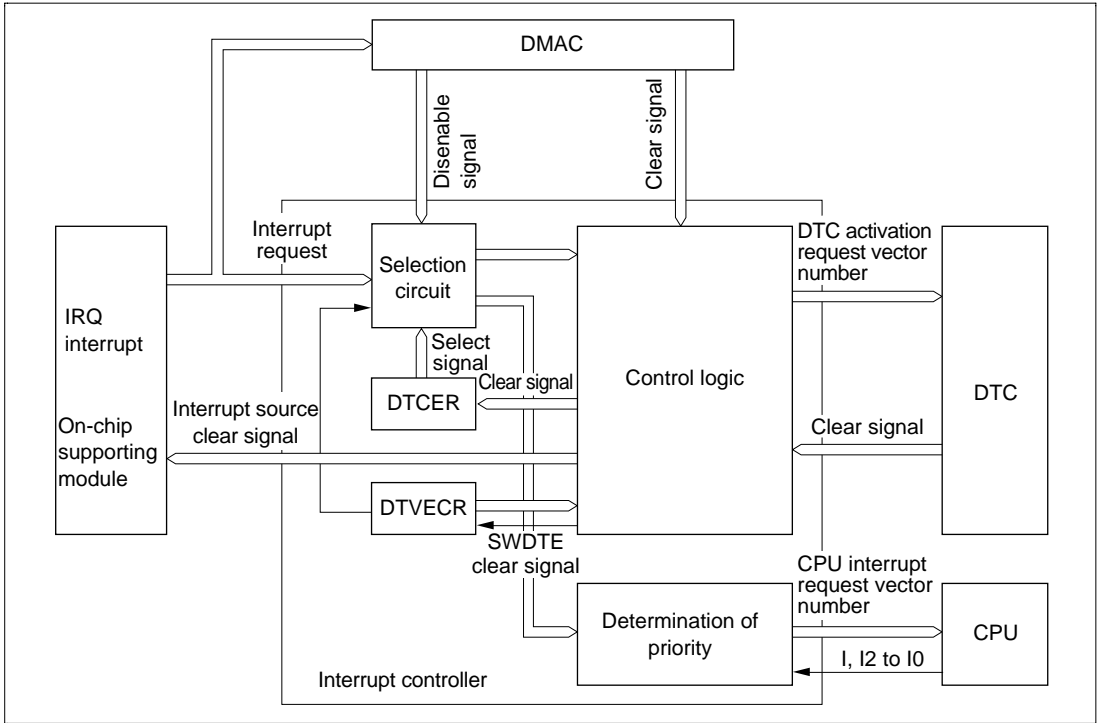 DMAC
Disenable
signal
Clear signal
Interrupt
request
Selection
circuit
DTC activation
request vector
number
IRQ
interrupt
On-chip
supporting
module
Select
signal
DTCER
Clear signal
Control logic
DTC
Interrupt source
clear signal
Clear signal
DTVECR
SWDTE
clear signal
CPU interrupt
request vector
number
Determination of
priority
CPU
I, I2 to I0
Interrupt controller